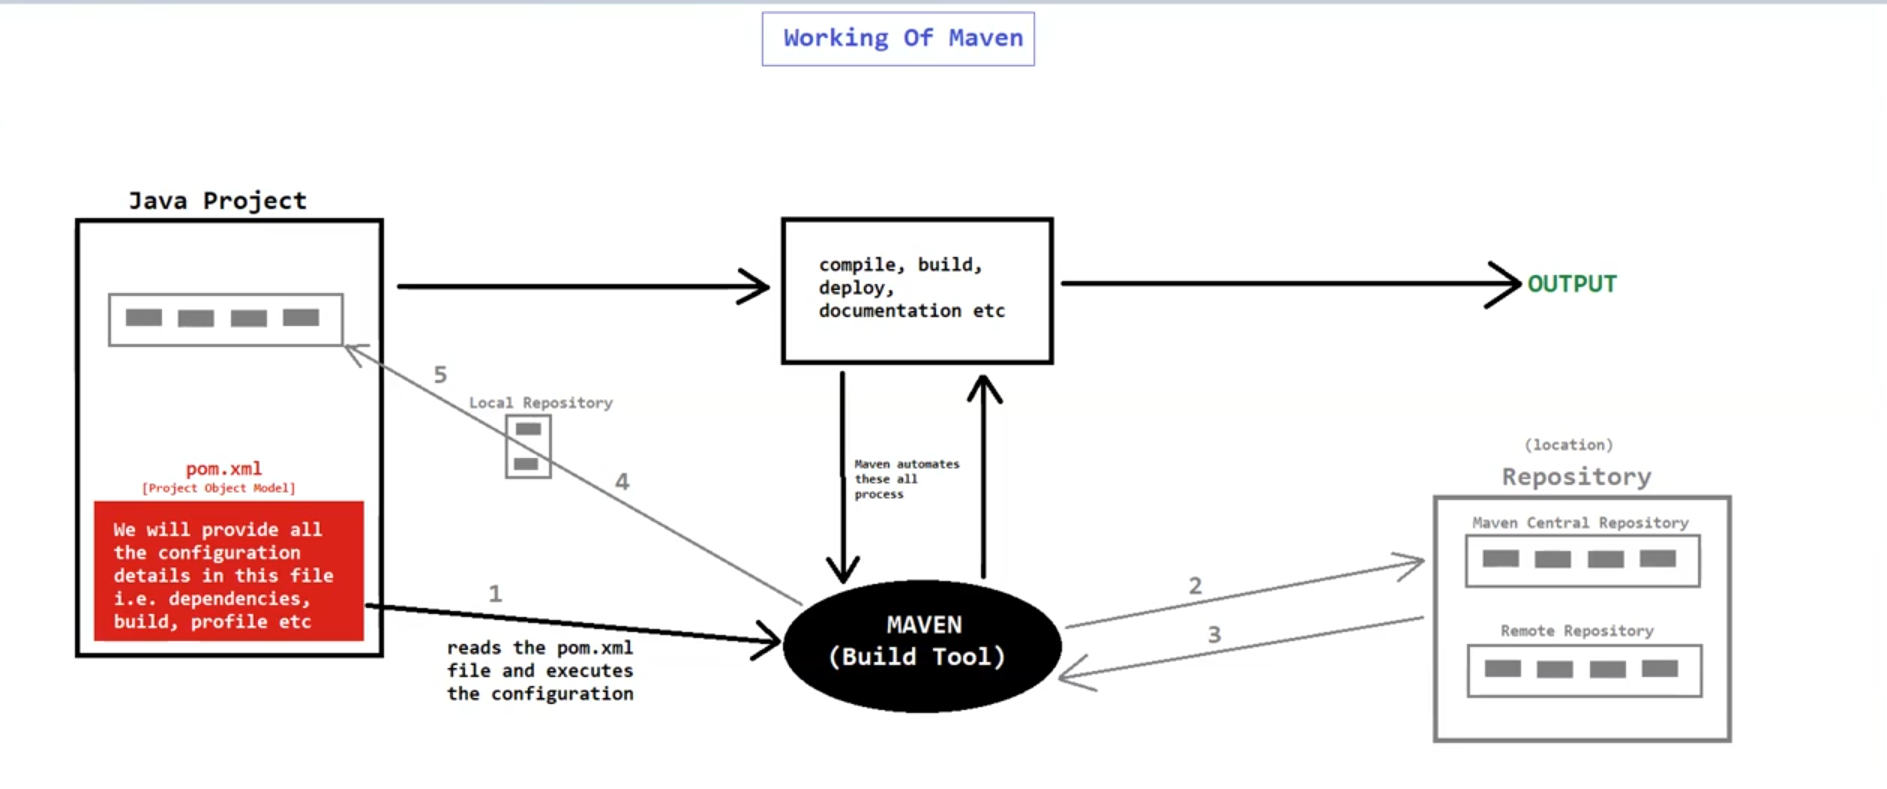 Working Of Maven
Java Project
compile, build,
deploy,
documentation etc
OUTPUT
5
Local Repository
4
Maven automates
these all
process
pom.xml
[Project Object Model]
We will provide all
the configuration
details in this file
i.e. dependencies,
build, profile etc
1
reads the pom.xml
file and executes
the configuration
MAVEN
(Build Tool)
2
3
(location)
Repository
Maven Central Repository
Remote Repository